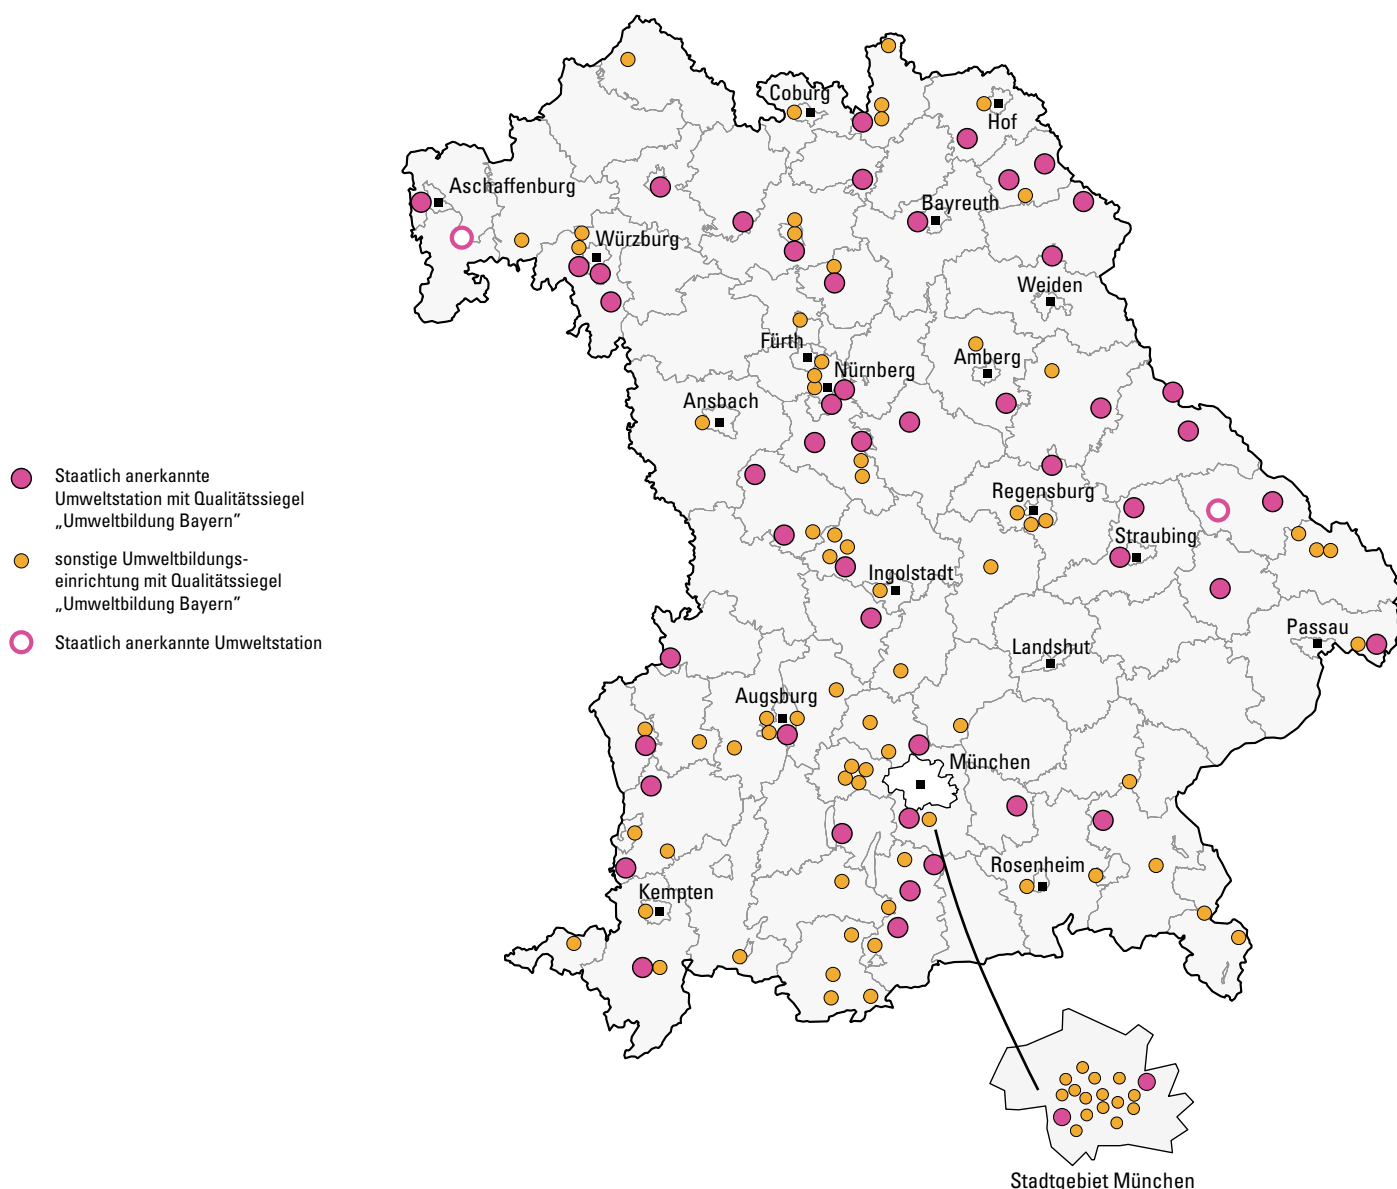 Coburg
Hof
Aschaffenburg
Bayreuth
Würzburg
Weiden
Fürth
Amberg
Nürnberg
Ansbach
Staatlich anerkannte
Umweltstation mit Qualitätssiegel
„Umweltbildung Bayern”
Regensburg
Straubing
sonstige Umweltbildungs-
einrichtung mit Qualitätssiegel
„Umweltbildung Bayern”
Ingolstadt
Passau
Staatlich anerkannte Umweltstation
Landshut
Augsburg
München
Rosenheim
Kempten
Stadtgebiet München